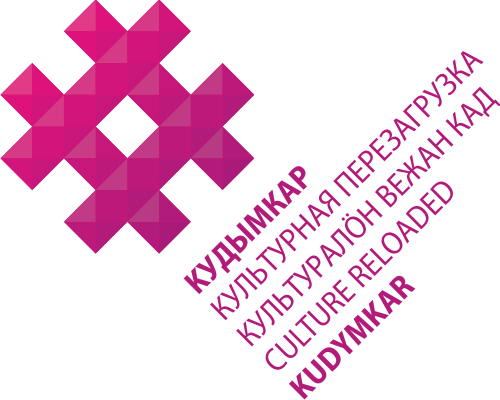 КУДЫМКАР
КУЛЬТУРНАЯ ПЕРЕЗАГРУЗКА
КУЛЬТУРАЛӦН ВЕЖАН КАД
CULTURE RELOADED
KUDYMKAR